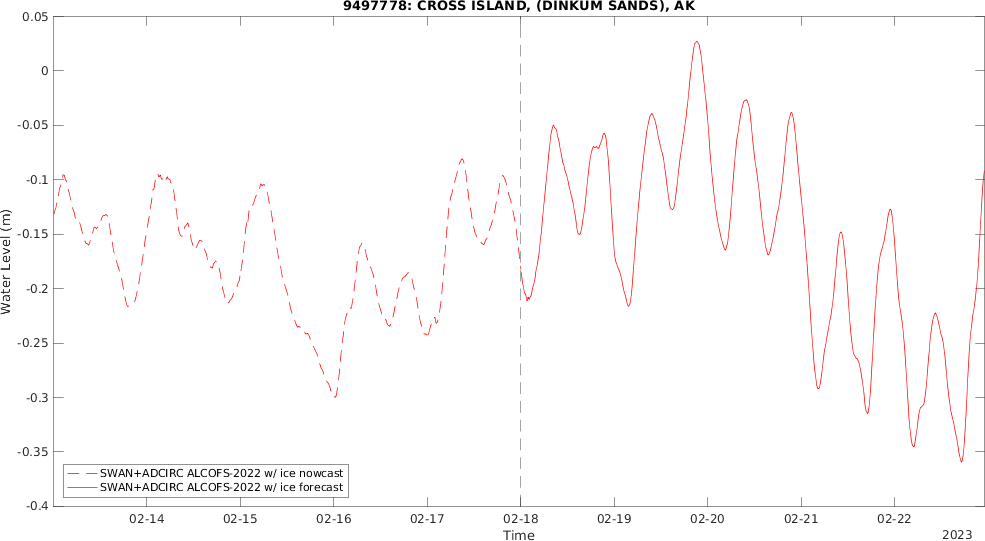 9497778: CROSS ISLAND, (DINKUM SANDS), AK
Water Level (m)
0.05
0
-0.05
-0.1
-0.15
-0.2
-0.25
-0.3
-0.35
-0.4
SWAN+ADCIRC ALCOFS-2022 w/ ice nowcast
SWAN+ADCIRC ALCOFS-2022 w/ ice forecast
02-14 02-15 02-16 02-17 02-18 02-19 02-20 02-21 02-22
Time
2023